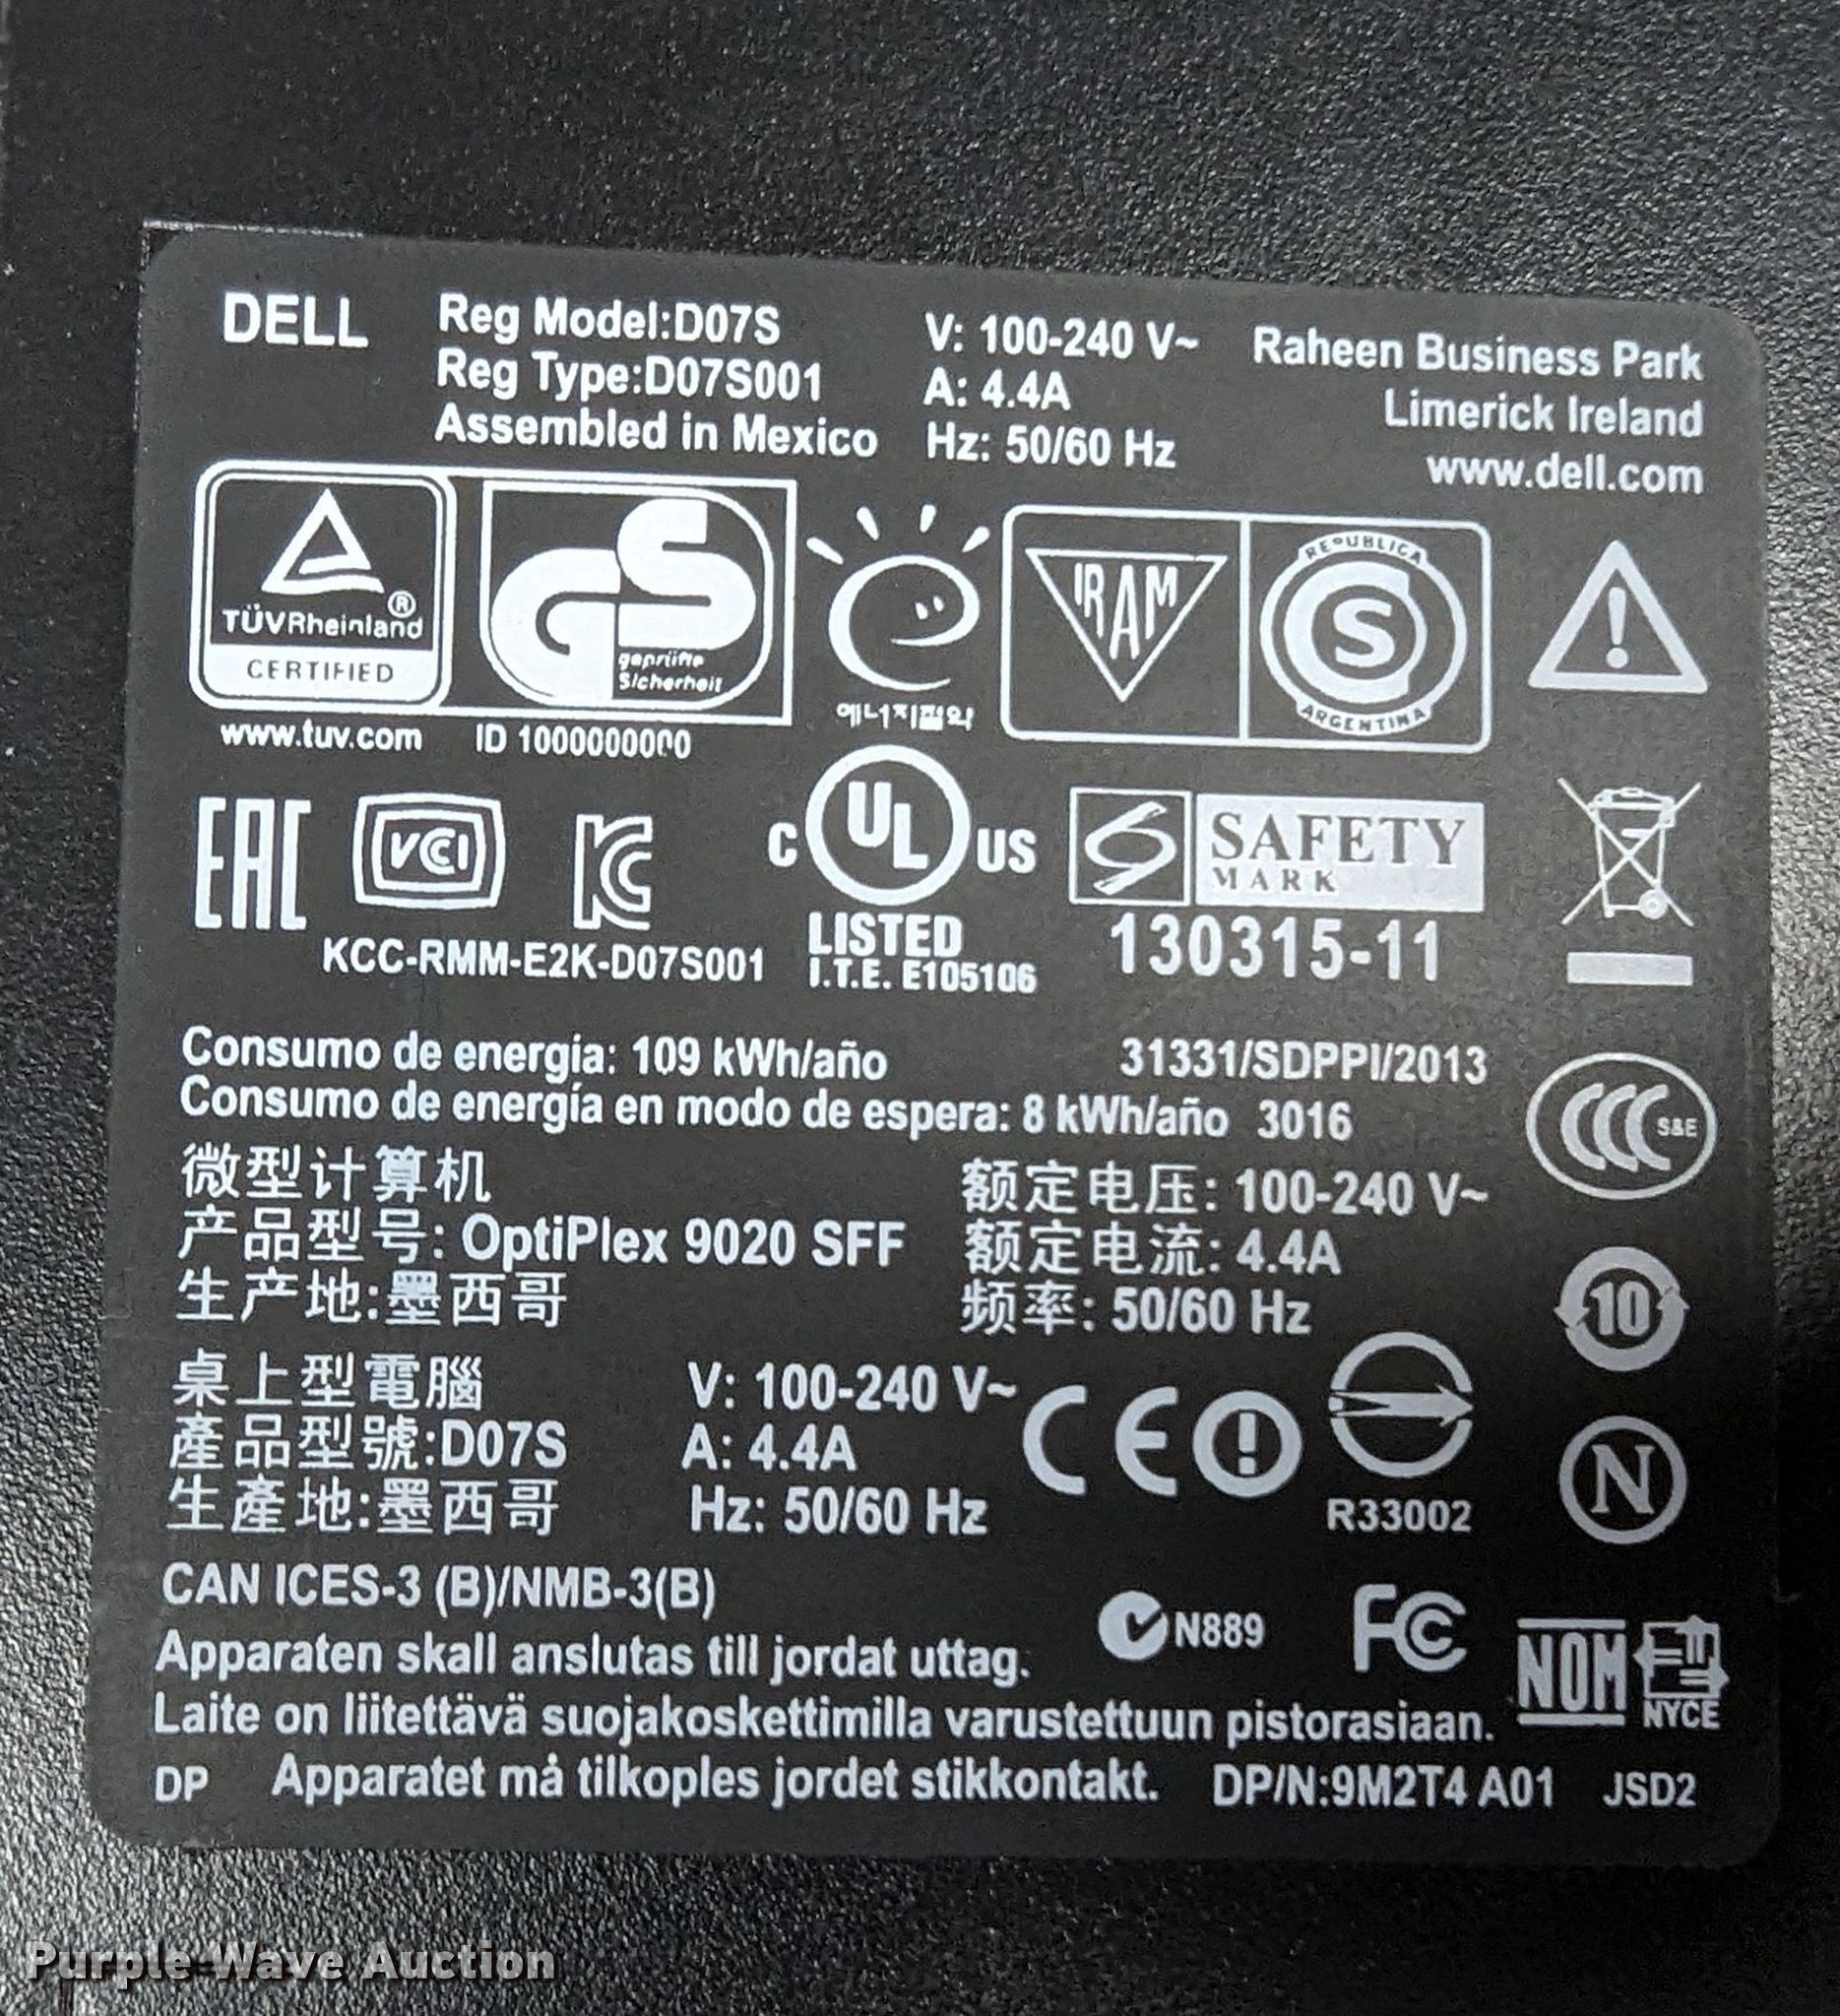 DELL
Reg Model:D07S
Reg Type:D07S001
Assembled in Mexico
V: 100-240 V~
A: 4.4A
Hz: 50/60 Hz
Raheen Business Park
Limerick Ireland
www.dell.com
TÜVRheinland®
CERTIFIED
GS
geprüfte
Sicherheit
에너지절약
IRAM
REPUBLICA
S
ARGENTINA
www.tuv.com
ID 1000000000
EAC
VCCI
KC
C UL US
LISTED
I.T.E. E105106
SAFETY
MARK
130315-11
KCC-RMM-E2K-D07S001
Consumo de energía: 109 kWh/año
31331/SDPPI/2013
Consumo de energía en modo de espera: 8 kWh/año 3016
CCC S&E
微型计算机
产品型号: OptiPlex 9020 SFF
生产地:墨西哥
额定电压: 100-240 V~
额定电流: 4.4A
频率: 50/60 Hz
10
桌上型電腦
產品型號:D07S
生產地:墨西哥
V: 100-240 V~
A: 4.4A
Hz: 50/60 Hz
CE
R33002
N
CAN ICES-3 (B)/NMB-3(B)
N889
FC
NOM
NYCE
Apparaten skall anslutas till jordat uttag.
Laite on liitettävä suojakoskettimilla varustettuun pistorasiaan.
DP Apparatet må tilkoples jordet stikkontakt. DP/N:9M2T4 A01 JSD2
Purple Wave Auction